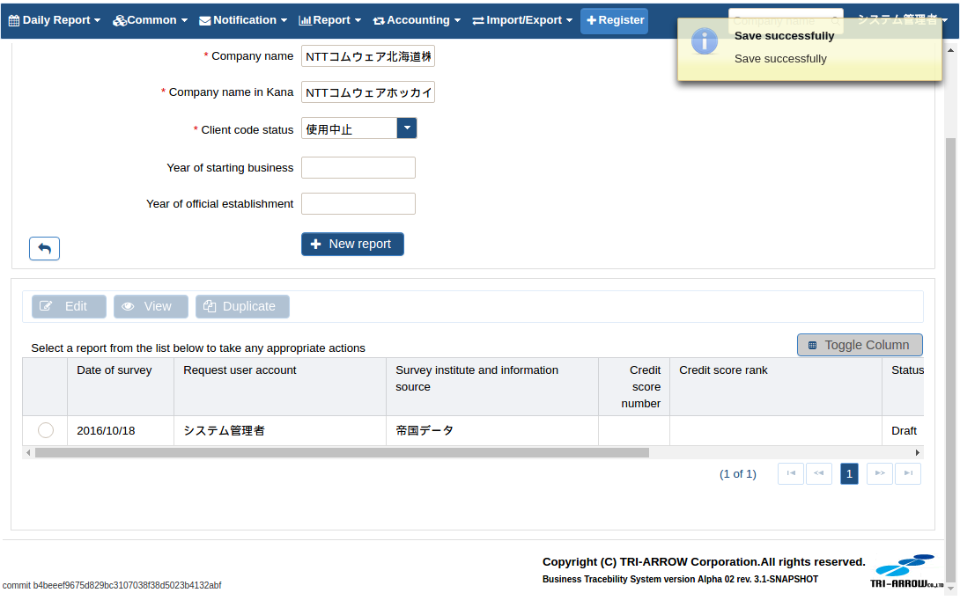 Daily Report Common Notification Report Accounting Import/Export Register システム管理者
Save successfully
Save successfully
* Company name NTTコムウェア北海道株
* Company name in Kana NTTコムウェアホッカイ
* Client code status 使用中止
Year of starting business
Year of official establishment
New report
Edit View Duplicate
Toggle Column
Select a report from the list below to take any appropriate actions
Date of survey Request user account Survey institute and information source Credit score number Credit score rank Status
2016/10/18 システム管理者 帝国データ Draft
(1 of 1) 1
Copyright (C) TRI-ARROW Corporation.All rights reserved.
Business Tracebility System version Alpha 02 rev. 3.1-SNAPSHOT
TRI-ARROW Co.,LTD
commit b4beeef9675d829bc3107038f38d5023b4132abf